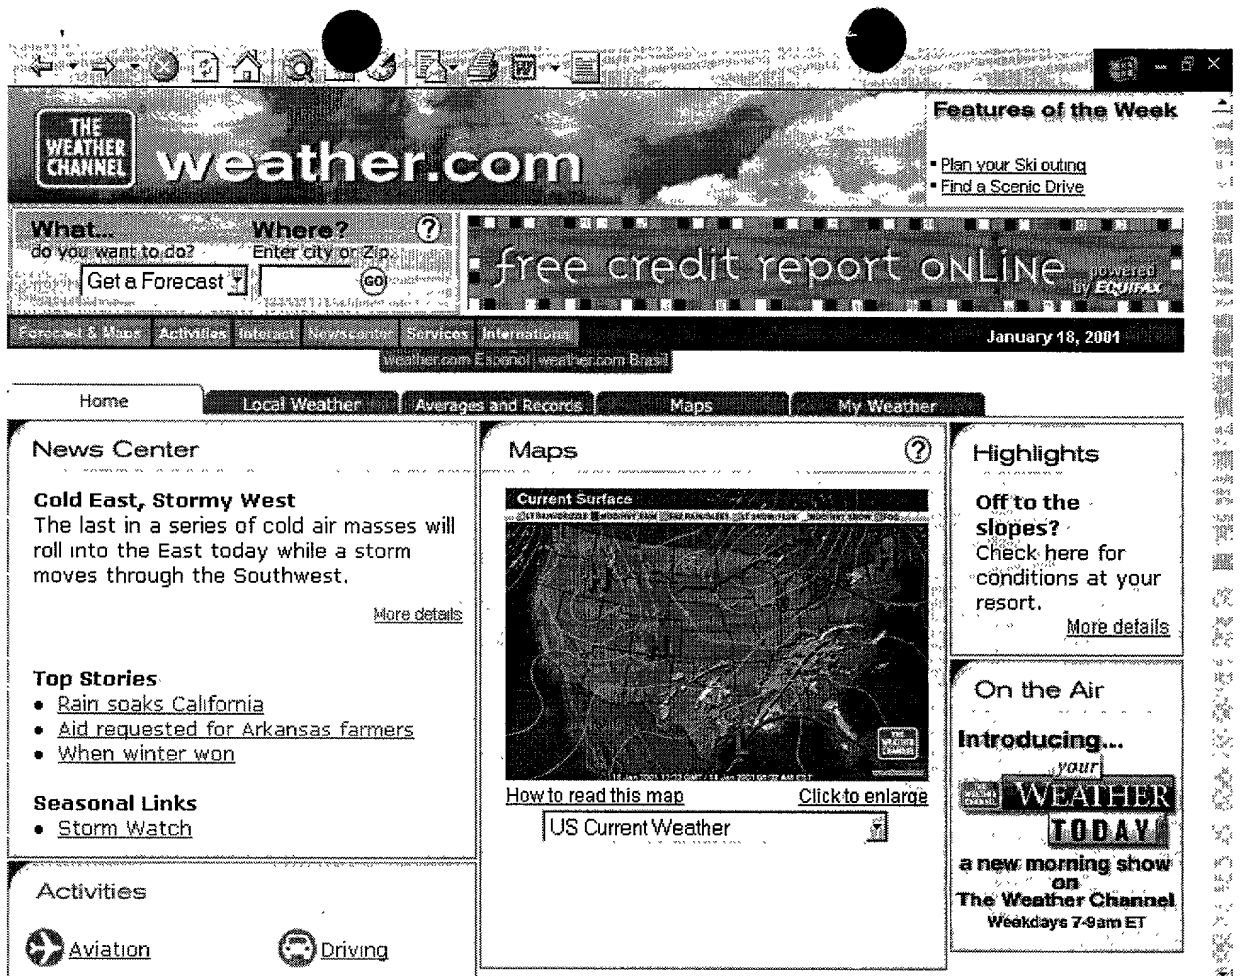 THE
WEATHER
CHANNEL
weather.com
Features of the Week
Plan your Ski outing
Find a Scenic Drive
What...
do you want to do?
Get a Forecast
Where?
Enter city or Zip
GO
?
free credit report onLine
powered
by EQUIFAX
Forecast & Maps Activities Interact Newscenter Services International
January 18, 2001
weather.com Español weather.com Brasil
Home Local Weather Averages and Records Maps My Weather
News Center
Cold East, Stormy West
The last in a series of cold air masses will
roll into the East today while a storm
moves through the Southwest.
More details
Top Stories
• Rain soaks California
• Aid requested for Arkansas farmers
• When winter won
Seasonal Links
• Storm Watch
Activities
Aviation Driving
Maps
?
Current Surface
THE
WEATHER
CHANNEL
How to read this map Click to enlarge
US Current Weather
Highlights
Off to the
slopes?
Check here for
conditions at your
resort.
More details
On the Air
Introducing...
your
WEATHER
TODAY
a new morning show
on
The Weather Channel
Weekdays 7-9am ET